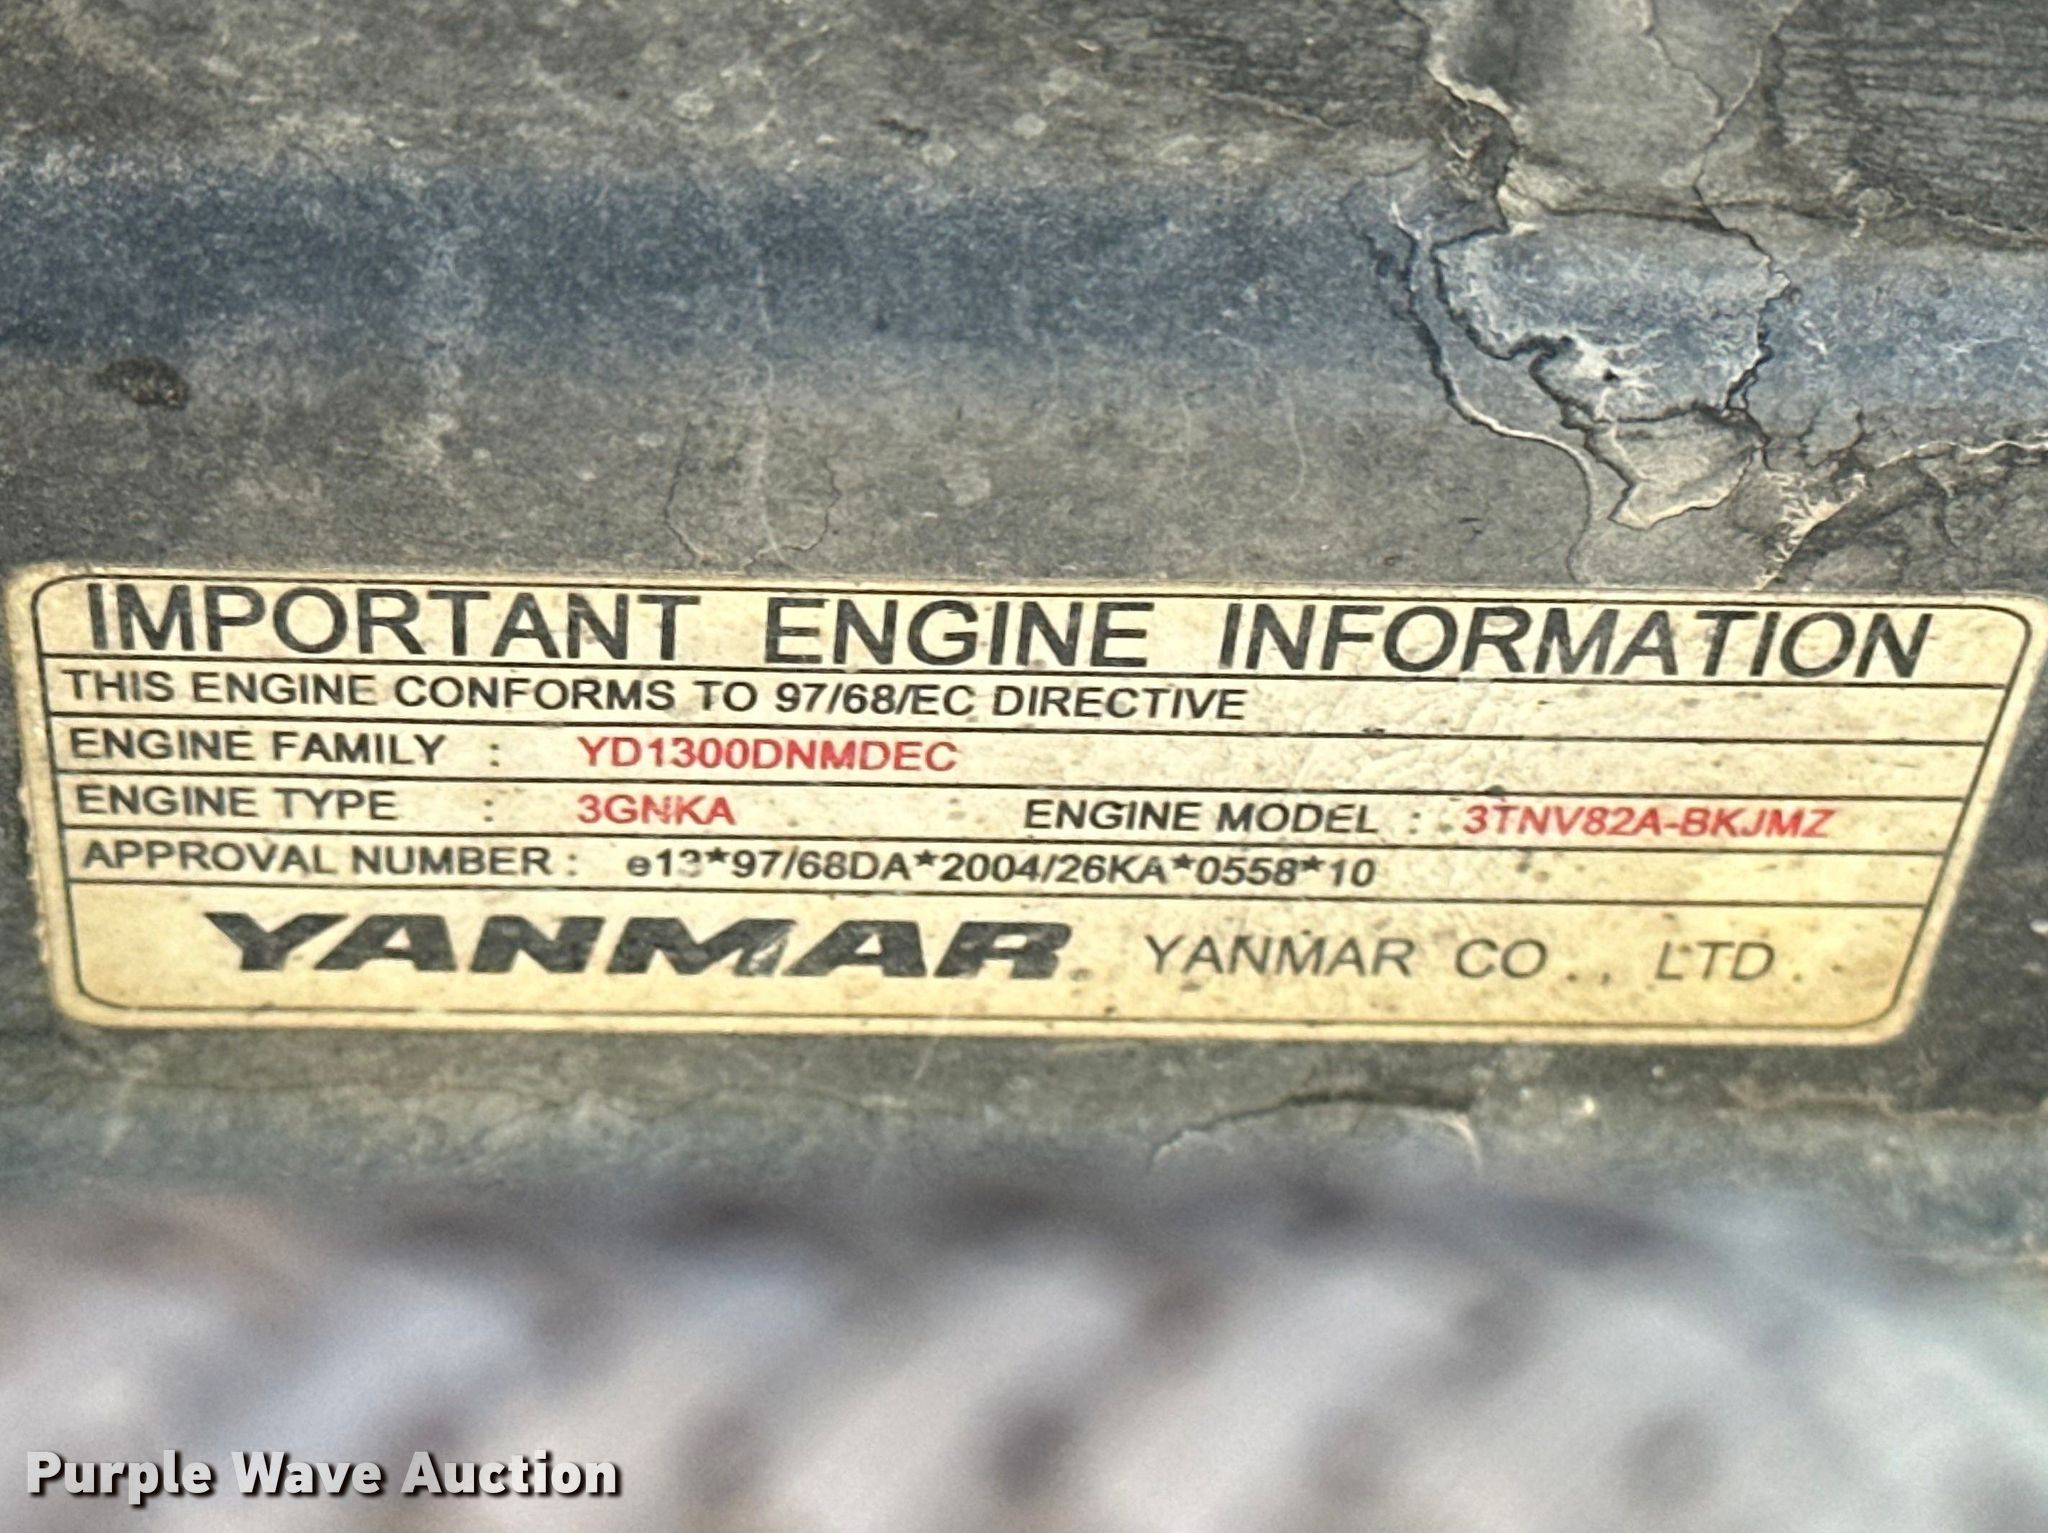 IMPORTANT ENGINE INFORMATION
THIS ENGINE CONFORMS TO 97/68/EC DIRECTIVE
ENGINE FAMILY : YD1300DNMDEC
ENGINE TYPE : 3GNKA ENGINE MODEL : 3TNV82A-BKJMZ
APPROVAL NUMBER : e13*97/68DA*2004/26KA*0558*10
YANMAR. YANMAR CO., LTD.
Purple Wave Auction